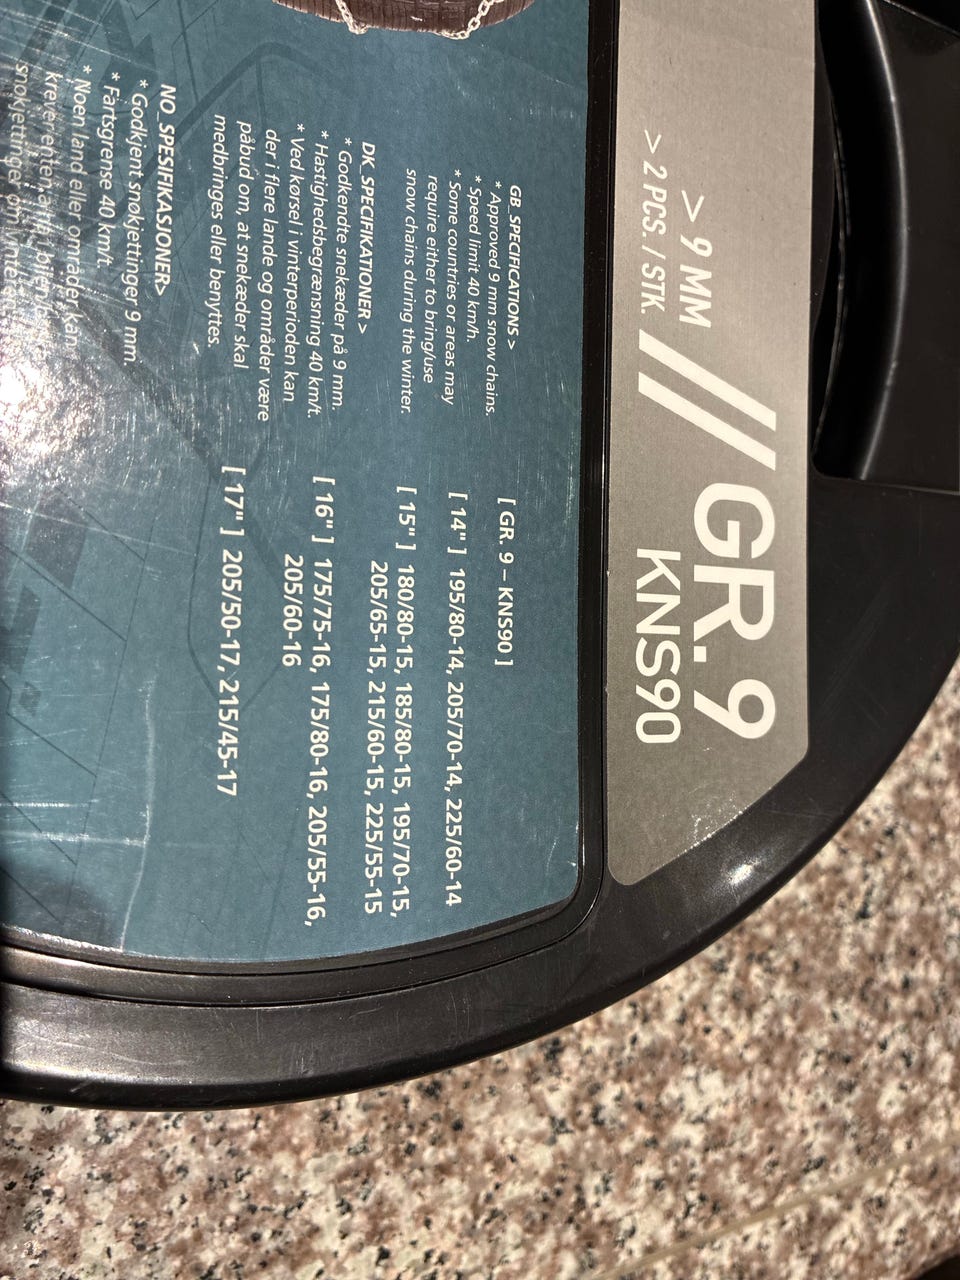 > 9 MM
> 2 PCS. / STK.
// GR. 9
KNS90
GB_SPECIFICATIONS >
* Approved 9 mm snow chains.
* Speed limit 40 km/h.
* Some countries or areas may
require either to bring/use
snow chains during the winter.
DK_SPECIFIKATIONER >
* Godkendte snekæder på 9 mm.
* Hastighedsbegrænsning 40 km/t.
* Ved kørsel i vinterperioden kan
der i flere lande og områder være
påbud om, at snekæder skal
medbringes eller benyttes.
NO_SPESIFIKASJONER>
* Godkjent snøkjettinger 9 mm.
* Fartsgrense 40 km/t.
* Noen land eller områder kan
krever enten
snøkjettinger om vinter
[ GR. 9 – KNS90 ]
[ 14" ] 195/80-14, 205/70-14, 225/60-14
[ 15" ] 180/80-15, 185/80-15, 195/70-15,
205/65-15, 215/60-15, 225/55-15
[ 16" ] 175/75-16, 175/80-16, 205/55-16,
205/60-16
[ 17" ] 205/50-17, 215/45-17